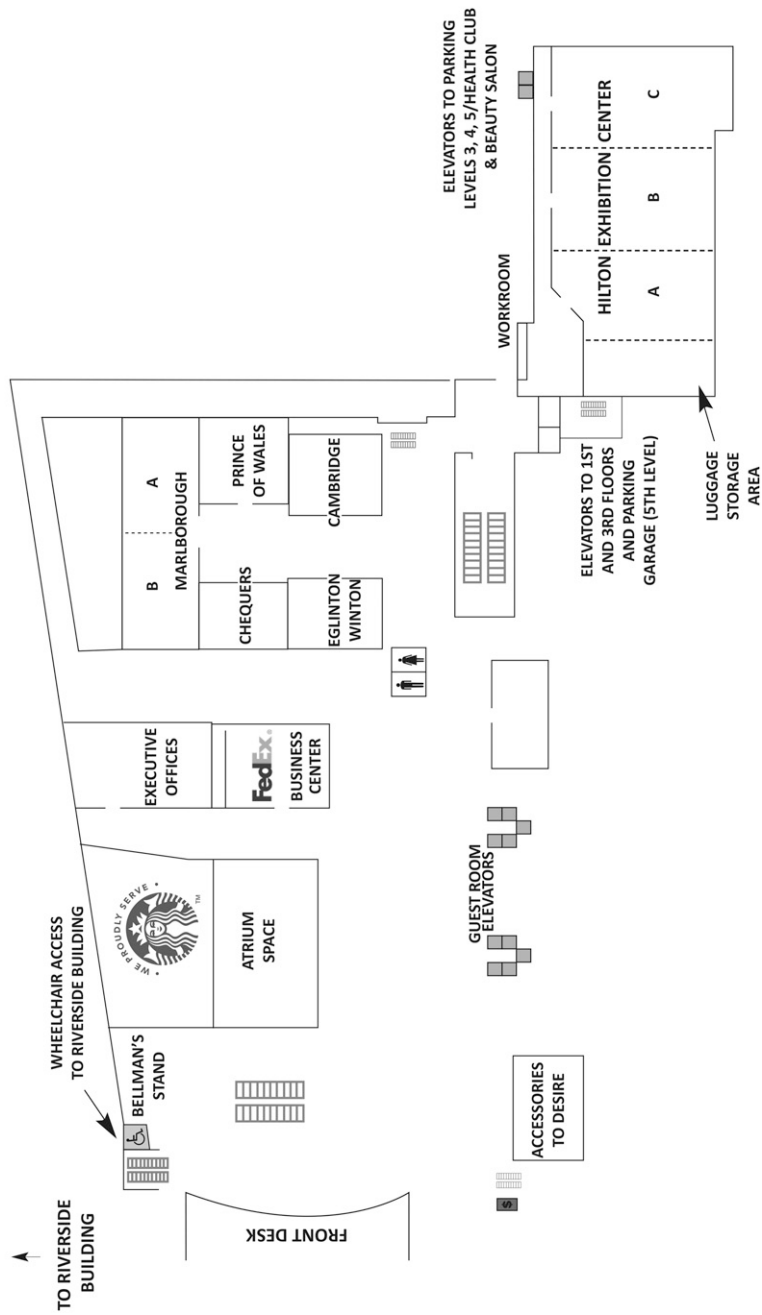 TO RIVERSIDE
BUILDING
WHEELCHAIR ACCESS
TO RIVERSIDE BUILDING
BELLMAN'S
STAND
• WE PROUDLY SERVE •
TM
ATRIUM
SPACE
EXECUTIVE
OFFICES
FedEx®
BUSINESS
CENTER
B
A
MARLBOROUGH
CHEQUERS
PRINCE
OF WALES
EGLINTON
WINTON
CAMBRIDGE
FRONT DESK
GUEST ROOM
ELEVATORS
$
ACCESSORIES
TO DESIRE
ELEVATORS TO PARKING
LEVELS 3, 4, 5/HEALTH CLUB
& BEAUTY SALON
WORKROOM
HILTON EXHIBITION CENTER
A
B
C
ELEVATORS TO 1ST
AND 3RD FLOORS
AND PARKING
GARAGE (5TH LEVEL)
LUGGAGE
STORAGE
AREA